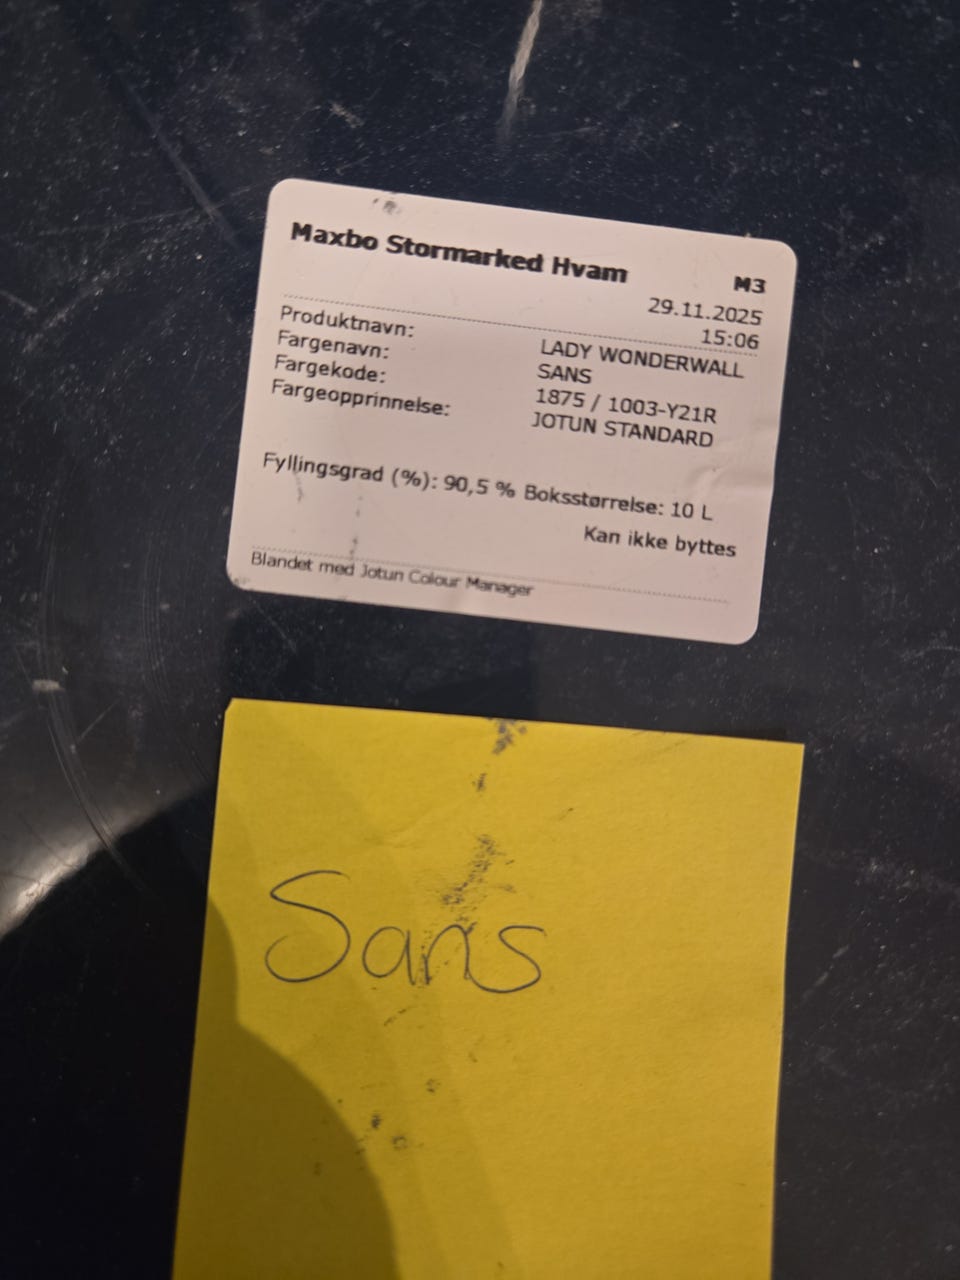 Maxbo Stormarked Hvam
M3
29.11.2025
15:06
Produktnavn: LADY WONDERWALL
Fargenavn: SANS
Fargekode: 1875 / 1003-Y21R
Fargeopprinnelse: JOTUN STANDARD
Fyllingsgrad (%): 90,5 % Boksstørrelse: 10 L
Kan ikke byttes
Blandet med Jotun Colour Manager
Sans